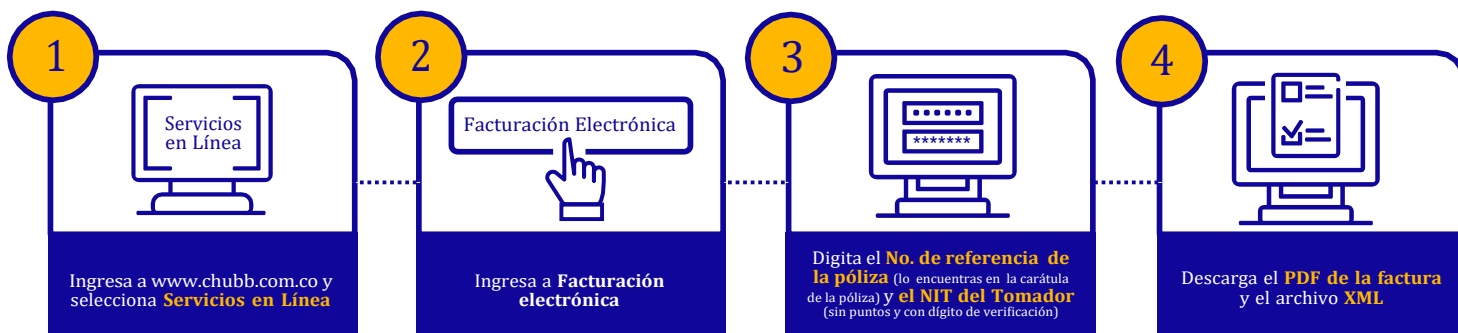 1
Servicios
en Línea
Ingresa a www.chubb.com.co y
selecciona Servicios en Línea
2
Facturación Electrónica
Ingresa a Facturación
electrónica
3
*******
Digita el No. de referencia de
la póliza (lo encuentras en la carátula
de la póliza) y el NIT del Tomador
(sin puntos y con dígito de verificación)
4
Descarga el PDF de la factura
y el archivo XML